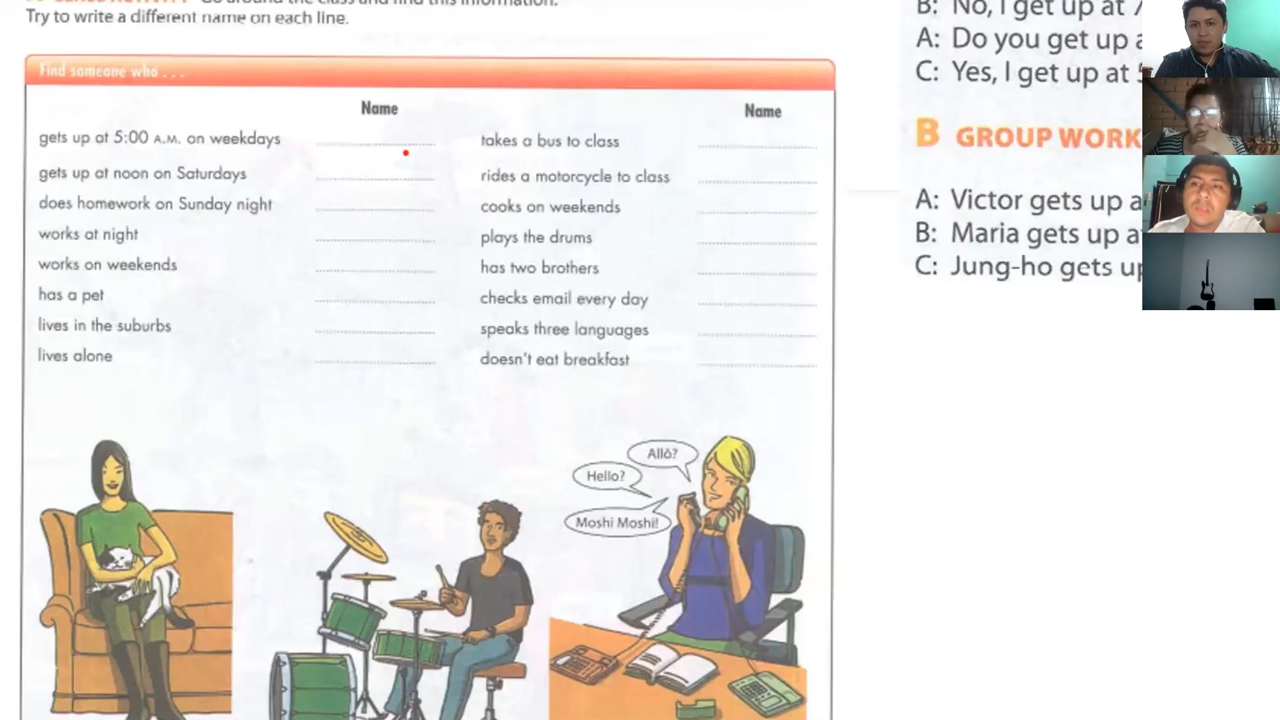 Try to write a different name on each line.
Find someone who . . .
Name
gets up at 5:00 A.M. on weekdays
gets up at noon on Saturdays
does homework on Sunday night
works at night
works on weekends
has a pet
lives in the suburbs
lives alone
Name
takes a bus to class
rides a motorcycle to class
cooks on weekends
plays the drums
has two brothers
checks email every day
speaks three languages
doesn't eat breakfast
Allô?
Hello?
Moshi Moshi!
B: No, I get up at
A: Do you get up
C: Yes, I get up at
B GROUP WORK
A: Victor gets up
B: Maria gets up
C: Jung-ho gets up